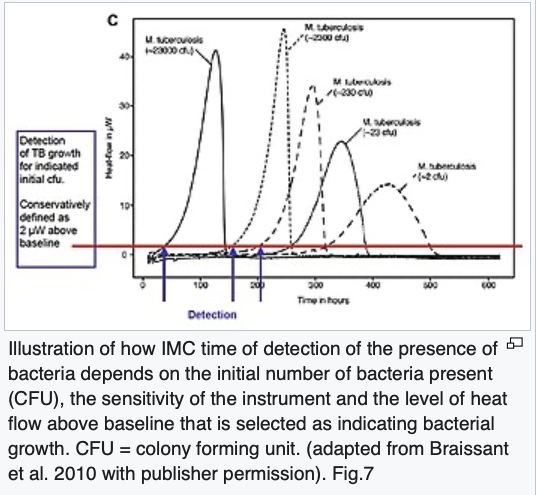 C
M. tuberculosis
(~23000 cfu)
M. tuberculosis
(~2300 cfu)
M. tuberculosis
(~230 cfu)
M. tuberculosis
(~23 cfu)
M. tuberculosis
(~2 cfu)
Heat-flow in µW
40
30
20
10
0
Detection
of TB growth
for indicated
initial cfu.
Conservatively
defined as
2 µW above
baseline
0 100 200 300 400 500 600
Time in hours
Detection
Illustration of how IMC time of detection of the presence of
bacteria depends on the initial number of bacteria present
(CFU), the sensitivity of the instrument and the level of heat
flow above baseline that is selected as indicating bacterial
growth. CFU = colony forming unit. (adapted from Braissant
et al. 2010 with publisher permission). Fig.7